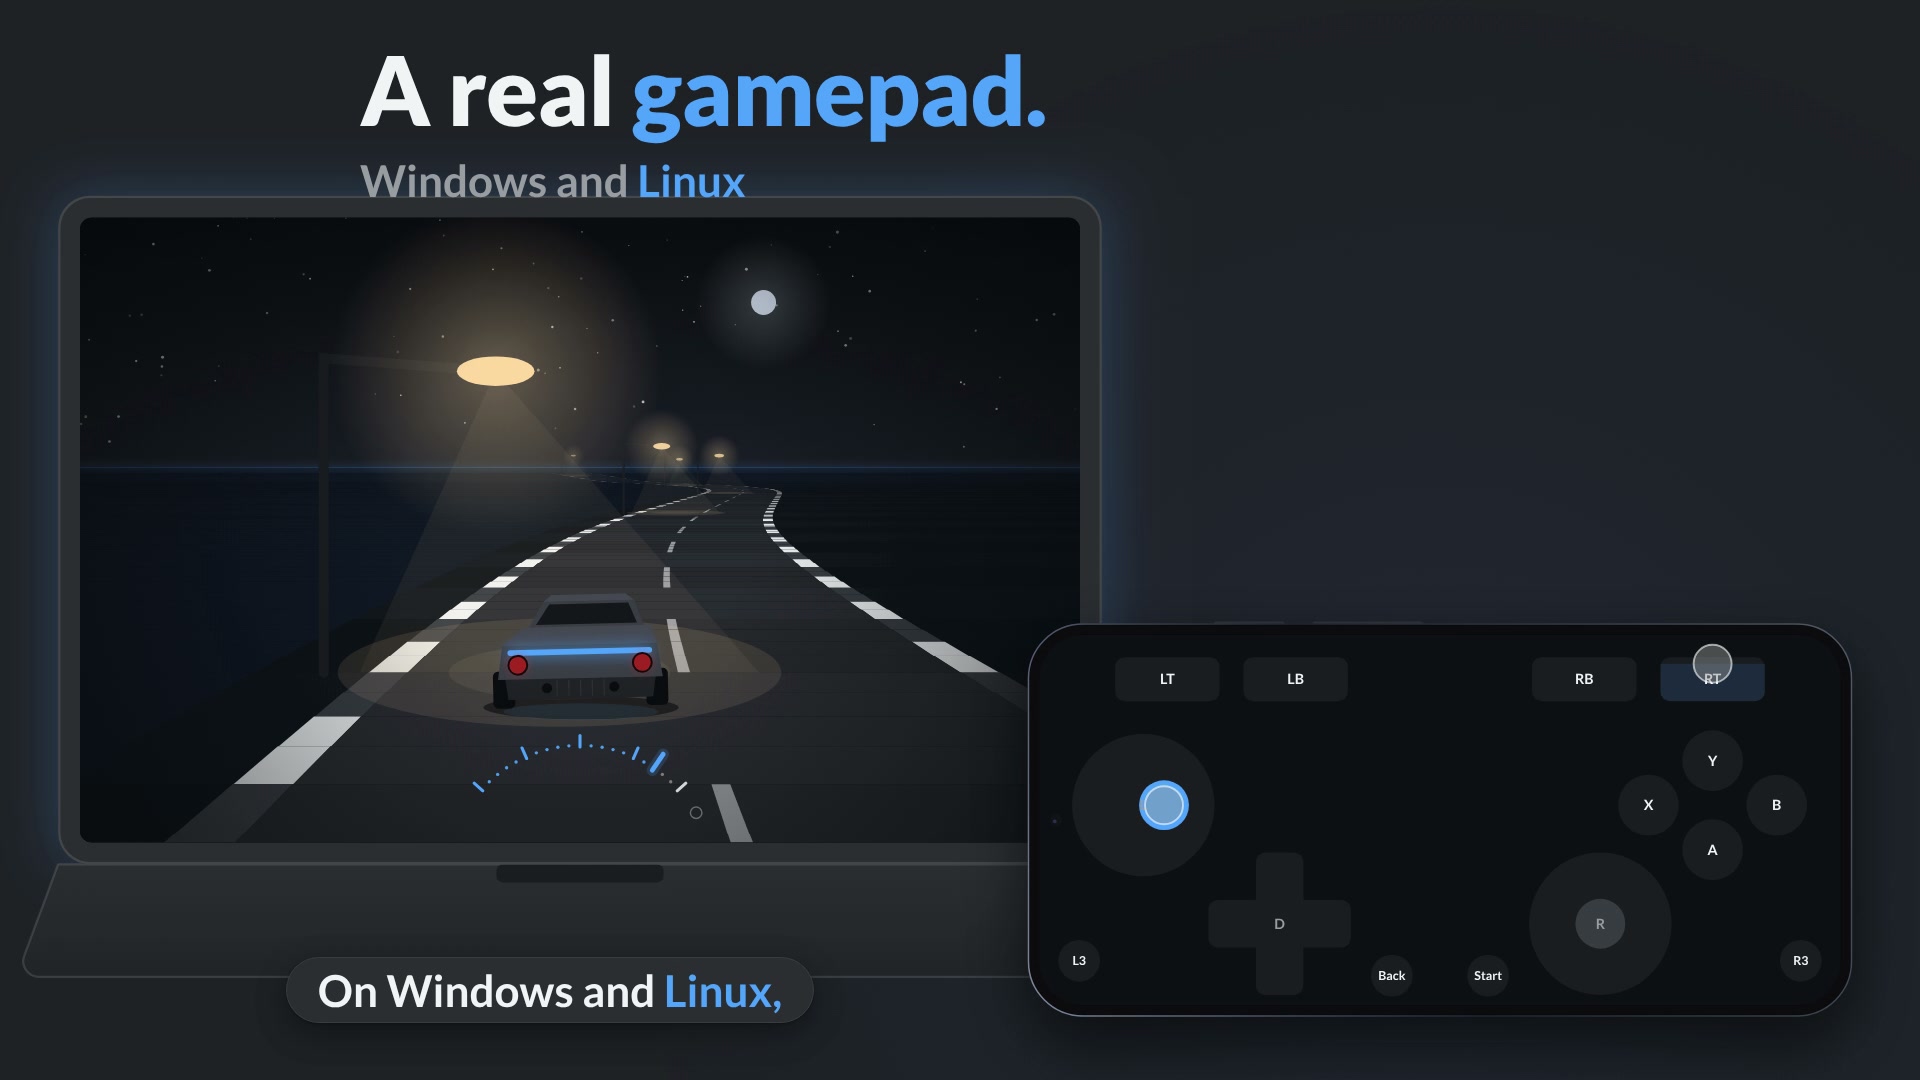 A real gamepad.
Windows and Linux
LT
LB
RB
RT
Y
X
B
A
D
R
L3
Back
Start
R3
On Windows and Linux,